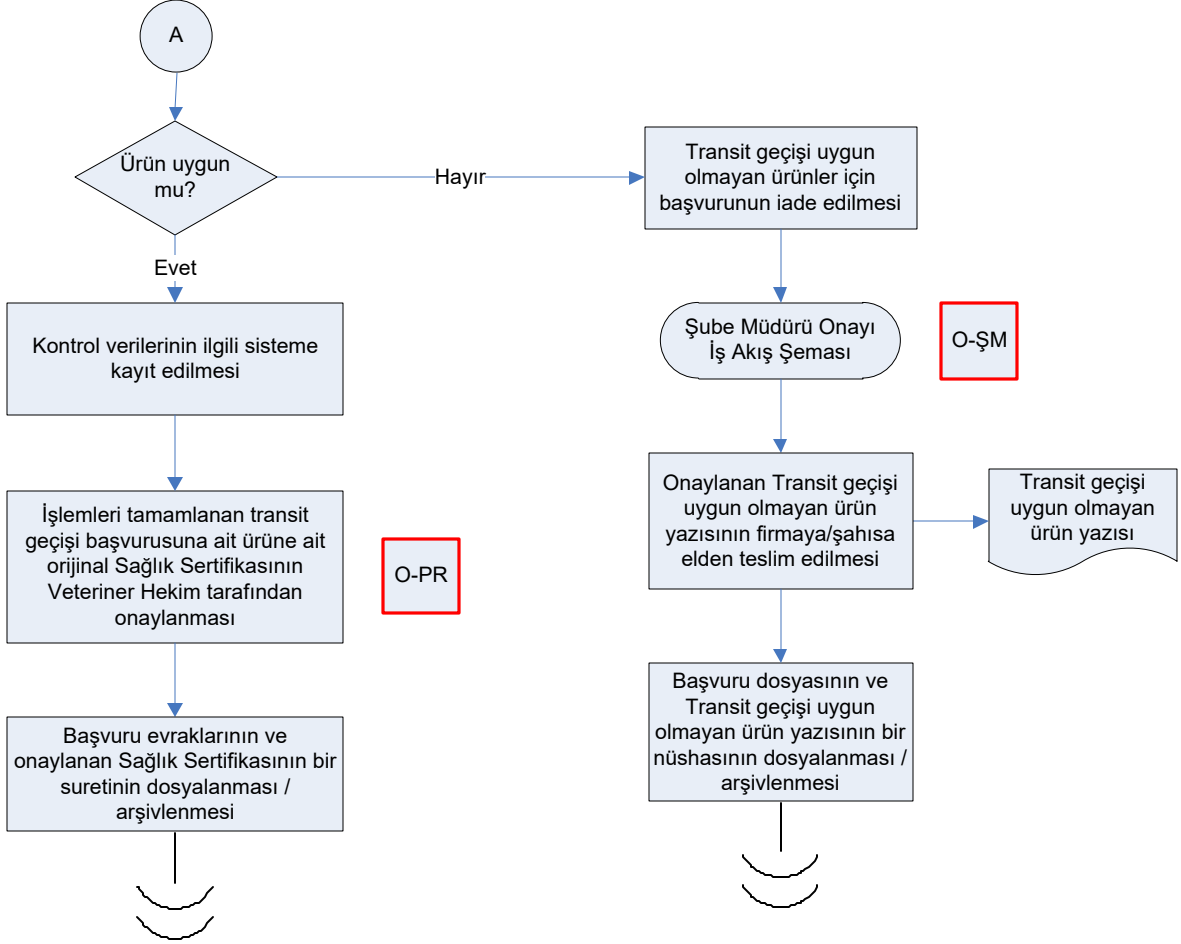 A
Ürün uygun
mu?
Hayır
Evet
Transit geçişi uygun
olmayan ürünler için
başvurunun iade edilmesi
Kontrol verilerinin ilgili sisteme
kayıt edilmesi
Şube Müdürü Onayı
İş Akış Şeması
O-ŞM
İşlemleri tamamlanan transit
geçişi başvurusuna ait ürüne ait
orijinal Sağlık Sertifikasının
Veteriner Hekim tarafından
onaylanması
O-PR
Onaylanan Transit geçişi
uygun olmayan ürün
yazısının firmaya/şahısa
elden teslim edilmesi
Transit geçişi
uygun olmayan
ürün yazısı
Başvuru evraklarının ve
onaylanan Sağlık Sertifikasının bir
suretinin dosyalanması /
arşivlenmesi
Başvuru dosyasının ve
Transit geçişi uygun
olmayan ürün yazısının bir
nüshasının dosyalanması /
arşivlenmesi